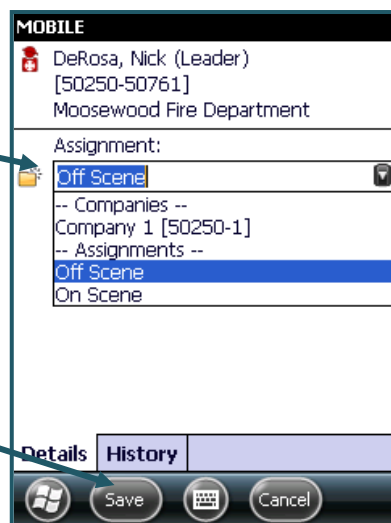 MOBILE
DeRosa, Nick (Leader)
[50250-50761]
Moosewood Fire Department
Assignment:
Off Scene
-- Companies --
Company 1 [50250-1]
-- Assignments --
Off Scene
On Scene
Details History
Save Cancel